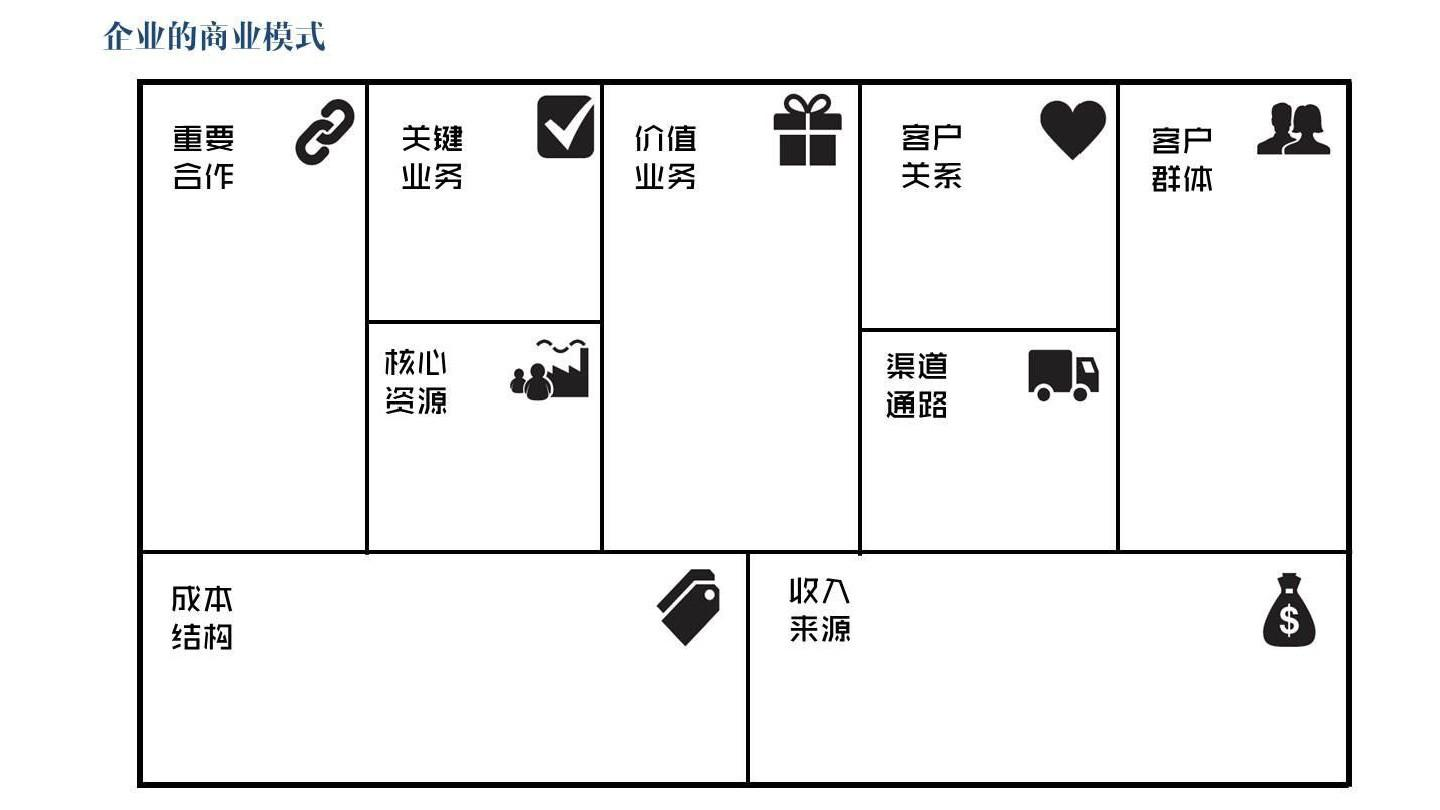 企业的商业模式
重要
合作
关键
业务
价值
业务
客户
关系
客户
群体
核心
资源
渠道
通路
成本
结构
收入
来源
$